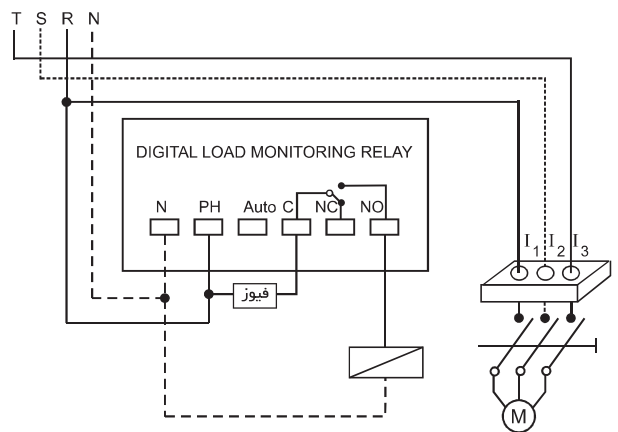 T S R N
DIGITAL LOAD MONITORING RELAY
N PH Auto C NC NO
I1 I2 I3
فیوز
M